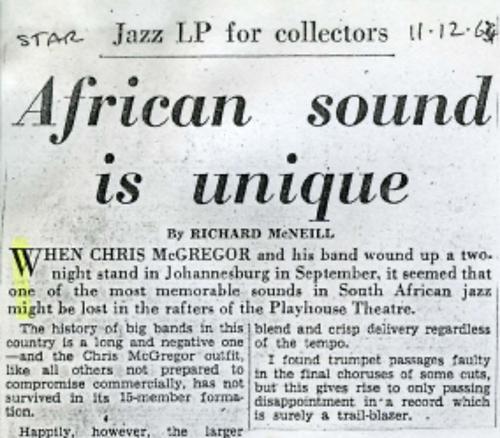 STAR Jazz LP for collectors 11.12.6
African sound
is unique
By RICHARD McNEILL
WHEN CHRIS McGREGOR and his band wound up a two-
night stand in Johannesburg in September, it seemed that
one of the most memorable sounds in South African jazz
might be lost in the rafters of the Playhouse Theatre.
The history of big bands in this
country is a long and negative one
—and the Chris McGregor outfit,
like all others not prepared to
compromise commercially, has not
survived in its 15-member forma-
tion.
Happily, however, the larger
blend and crisp delivery regardless
of the tempo.
I found trumpet passages faulty
in the final choruses of some cuts,
but this gives rise to only passing
disappointment in a record which
is surely a trail-blazer.